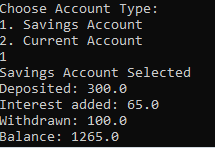 Choose Account Type:
1. Savings Account
2. Current Account
1
Savings Account Selected
Deposited: 300.0
Interest added: 65.0
Withdrawn: 100.0
Balance: 1265.0